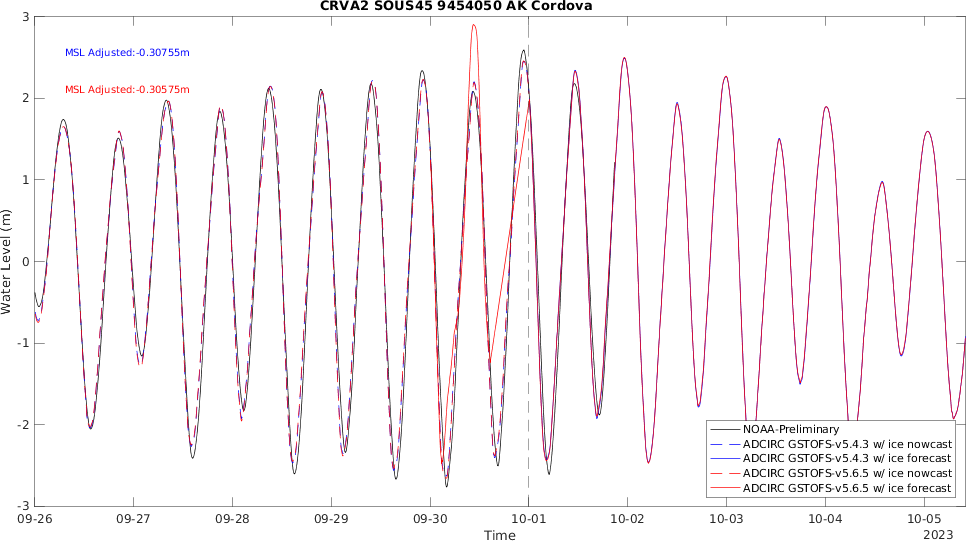 CRVA2 SOUS45 9454050 AK Cordova
MSL Adjusted:-0.30755m
MSL Adjusted:-0.30575m
Water Level (m)
3
2
1
0
-1
-2
-3
NOAA-Preliminary
ADCIRC GSTOFS-v5.4.3 w/ ice nowcast
ADCIRC GSTOFS-v5.4.3 w/ ice forecast
ADCIRC GSTOFS-v5.6.5 w/ ice nowcast
ADCIRC GSTOFS-v5.6.5 w/ ice forecast
09-26 09-27 09-28 09-29 09-30 10-01 10-02 10-03 10-04 10-05
Time
2023